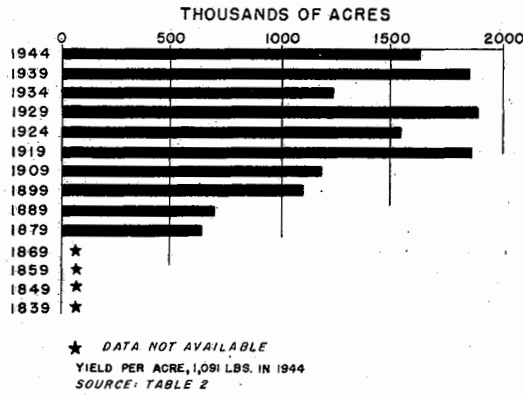 THOUSANDS OF ACRES
0 500 1000 1500 2000
1944
1939
1934
1929
1924
1919
1909
1899
1889
1879
1869 ★
1859 ★
1849 ★
1839 ★
★ DATA NOT AVAILABLE
YIELD PER ACRE, 1,091 LBS. IN 1944
SOURCE: TABLE 2